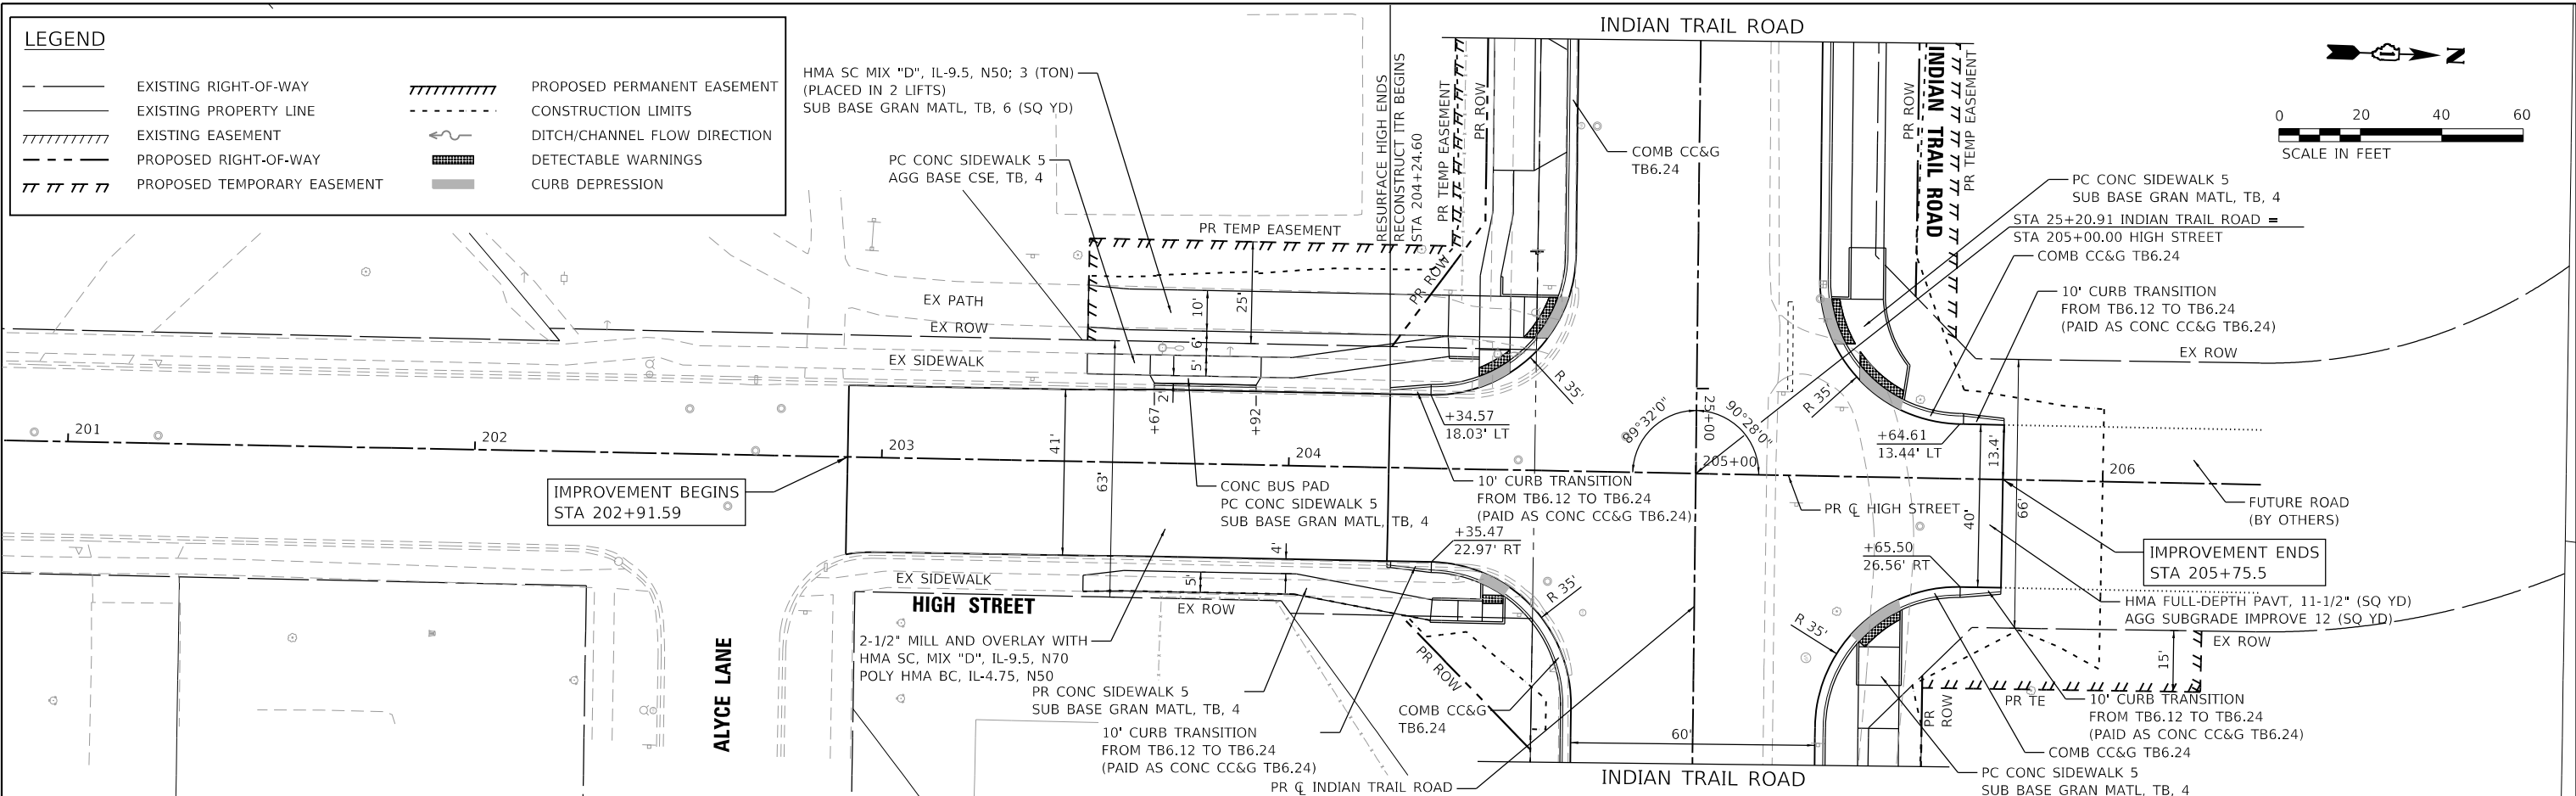 LEGEND
EXISTING RIGHT-OF-WAY
EXISTING PROPERTY LINE
EXISTING EASEMENT
PROPOSED RIGHT-OF-WAY
PROPOSED TEMPORARY EASEMENT
PROPOSED PERMANENT EASEMENT
CONSTRUCTION LIMITS
DITCH/CHANNEL FLOW DIRECTION
DETECTABLE WARNINGS
CURB DEPRESSION
HMA SC MIX "D", IL-9.5, N50; 3 (TON)
(PLACED IN 2 LIFTS)
SUB BASE GRAN MATL, TB, 6 (SQ YD)
PC CONC SIDEWALK 5
AGG BASE CSE, TB, 4
RESURFACE HIGH ENDS
RECONSTRUCT ITR BEGINS
STA 204+24.60
PR TEMP EASEMENT
PR ROW
INDIAN TRAIL ROAD
COMB CC&G
TB6.24
PR ROW
INDIAN TRAIL ROAD
PR TEMP EASEMENT
N
0 20 40 60
SCALE IN FEET
PC CONC SIDEWALK 5
SUB BASE GRAN MATL, TB, 4
STA 25+20.91 INDIAN TRAIL ROAD =
STA 205+00.00 HIGH STREET
COMB CC&G TB6.24
10' CURB TRANSITION
FROM TB6.12 TO TB6.24
(PAID AS CONC CC&G TB6.24)
EX ROW
PR TEMP EASEMENT
PR ROW
EX PATH
10'
25'
EX ROW
6'
EX SIDEWALK
5'
2'
+67
+92
R 35'
R 35'
+34.57
18.03' LT
89°32'0"
25+00
90°28'0"
+64.61
13.44' LT
13.4'
201
202
203
204
205+00
206
41'
63'
IMPROVEMENT BEGINS
STA 202+91.59
CONC BUS PAD
PC CONC SIDEWALK 5
SUB BASE GRAN MATL, TB, 4
10' CURB TRANSITION
FROM TB6.12 TO TB6.24
(PAID AS CONC CC&G TB6.24)
PR ℄ HIGH STREET
40'
66'
FUTURE ROAD
(BY OTHERS)
+35.47
22.97' RT
+65.50
26.56' RT
IMPROVEMENT ENDS
STA 205+75.5
4'
5'
EX SIDEWALK
HIGH STREET
EX ROW
R 35'
R 35'
HMA FULL-DEPTH PAVT, 11-1/2" (SQ YD)
AGG SUBGRADE IMPROVE 12 (SQ YD)
EX ROW
15'
ALYCE LANE
2-1/2" MILL AND OVERLAY WITH
HMA SC, MIX "D", IL-9.5, N70
POLY HMA BC, IL-4.75, N50
PR CONC SIDEWALK 5
SUB BASE GRAN MATL, TB, 4
10' CURB TRANSITION
FROM TB6.12 TO TB6.24
(PAID AS CONC CC&G TB6.24)
PR ROW
COMB CC&G
TB6.24
60'
PR ROW
PR TE
10' CURB TRANSITION
FROM TB6.12 TO TB6.24
(PAID AS CONC CC&G TB6.24)
COMB CC&G TB6.24
PC CONC SIDEWALK 5
SUB BASE GRAN MATL, TB, 4
PR ℄ INDIAN TRAIL ROAD
INDIAN TRAIL ROAD